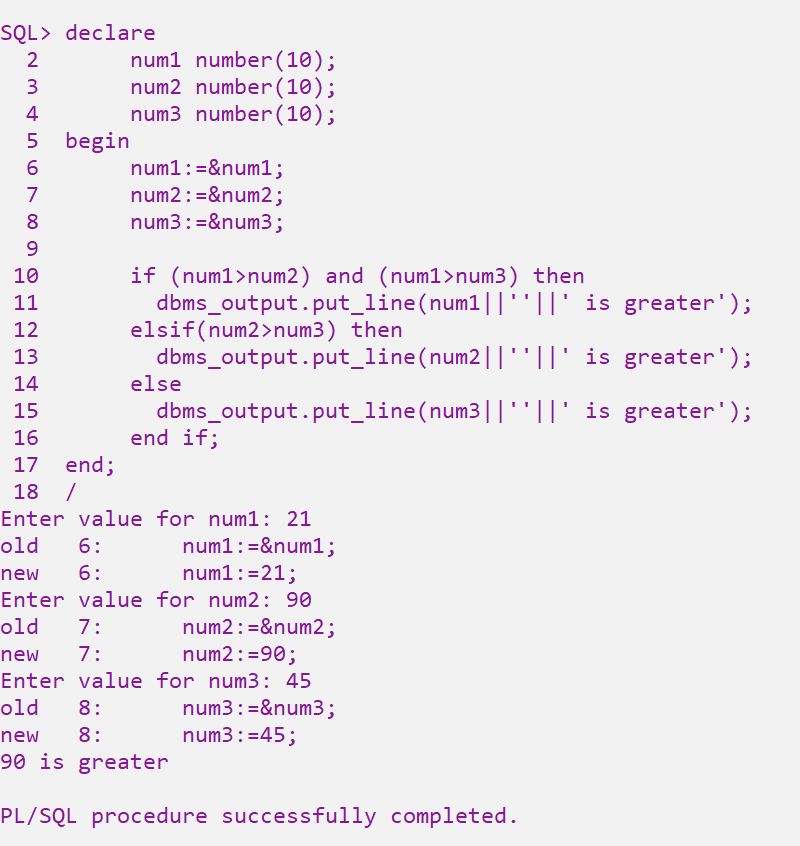 SQL> declare
  2       num1 number(10);
  3       num2 number(10);
  4       num3 number(10);
  5  begin
  6       num1:=&num1;
  7       num2:=&num2;
  8       num3:=&num3;
  9
 10       if (num1>num2) and (num1>num3) then
 11         dbms_output.put_line(num1||''||' is greater');
 12       elsif(num2>num3) then
 13         dbms_output.put_line(num2||''||' is greater');
 14       else
 15         dbms_output.put_line(num3||''||' is greater');
 16       end if;
 17  end;
 18  /
Enter value for num1: 21
old   6:      num1:=&num1;
new   6:      num1:=21;
Enter value for num2: 90
old   7:      num2:=&num2;
new   7:      num2:=90;
Enter value for num3: 45
old   8:      num3:=&num3;
new   8:      num3:=45;
90 is greater

PL/SQL procedure successfully completed.